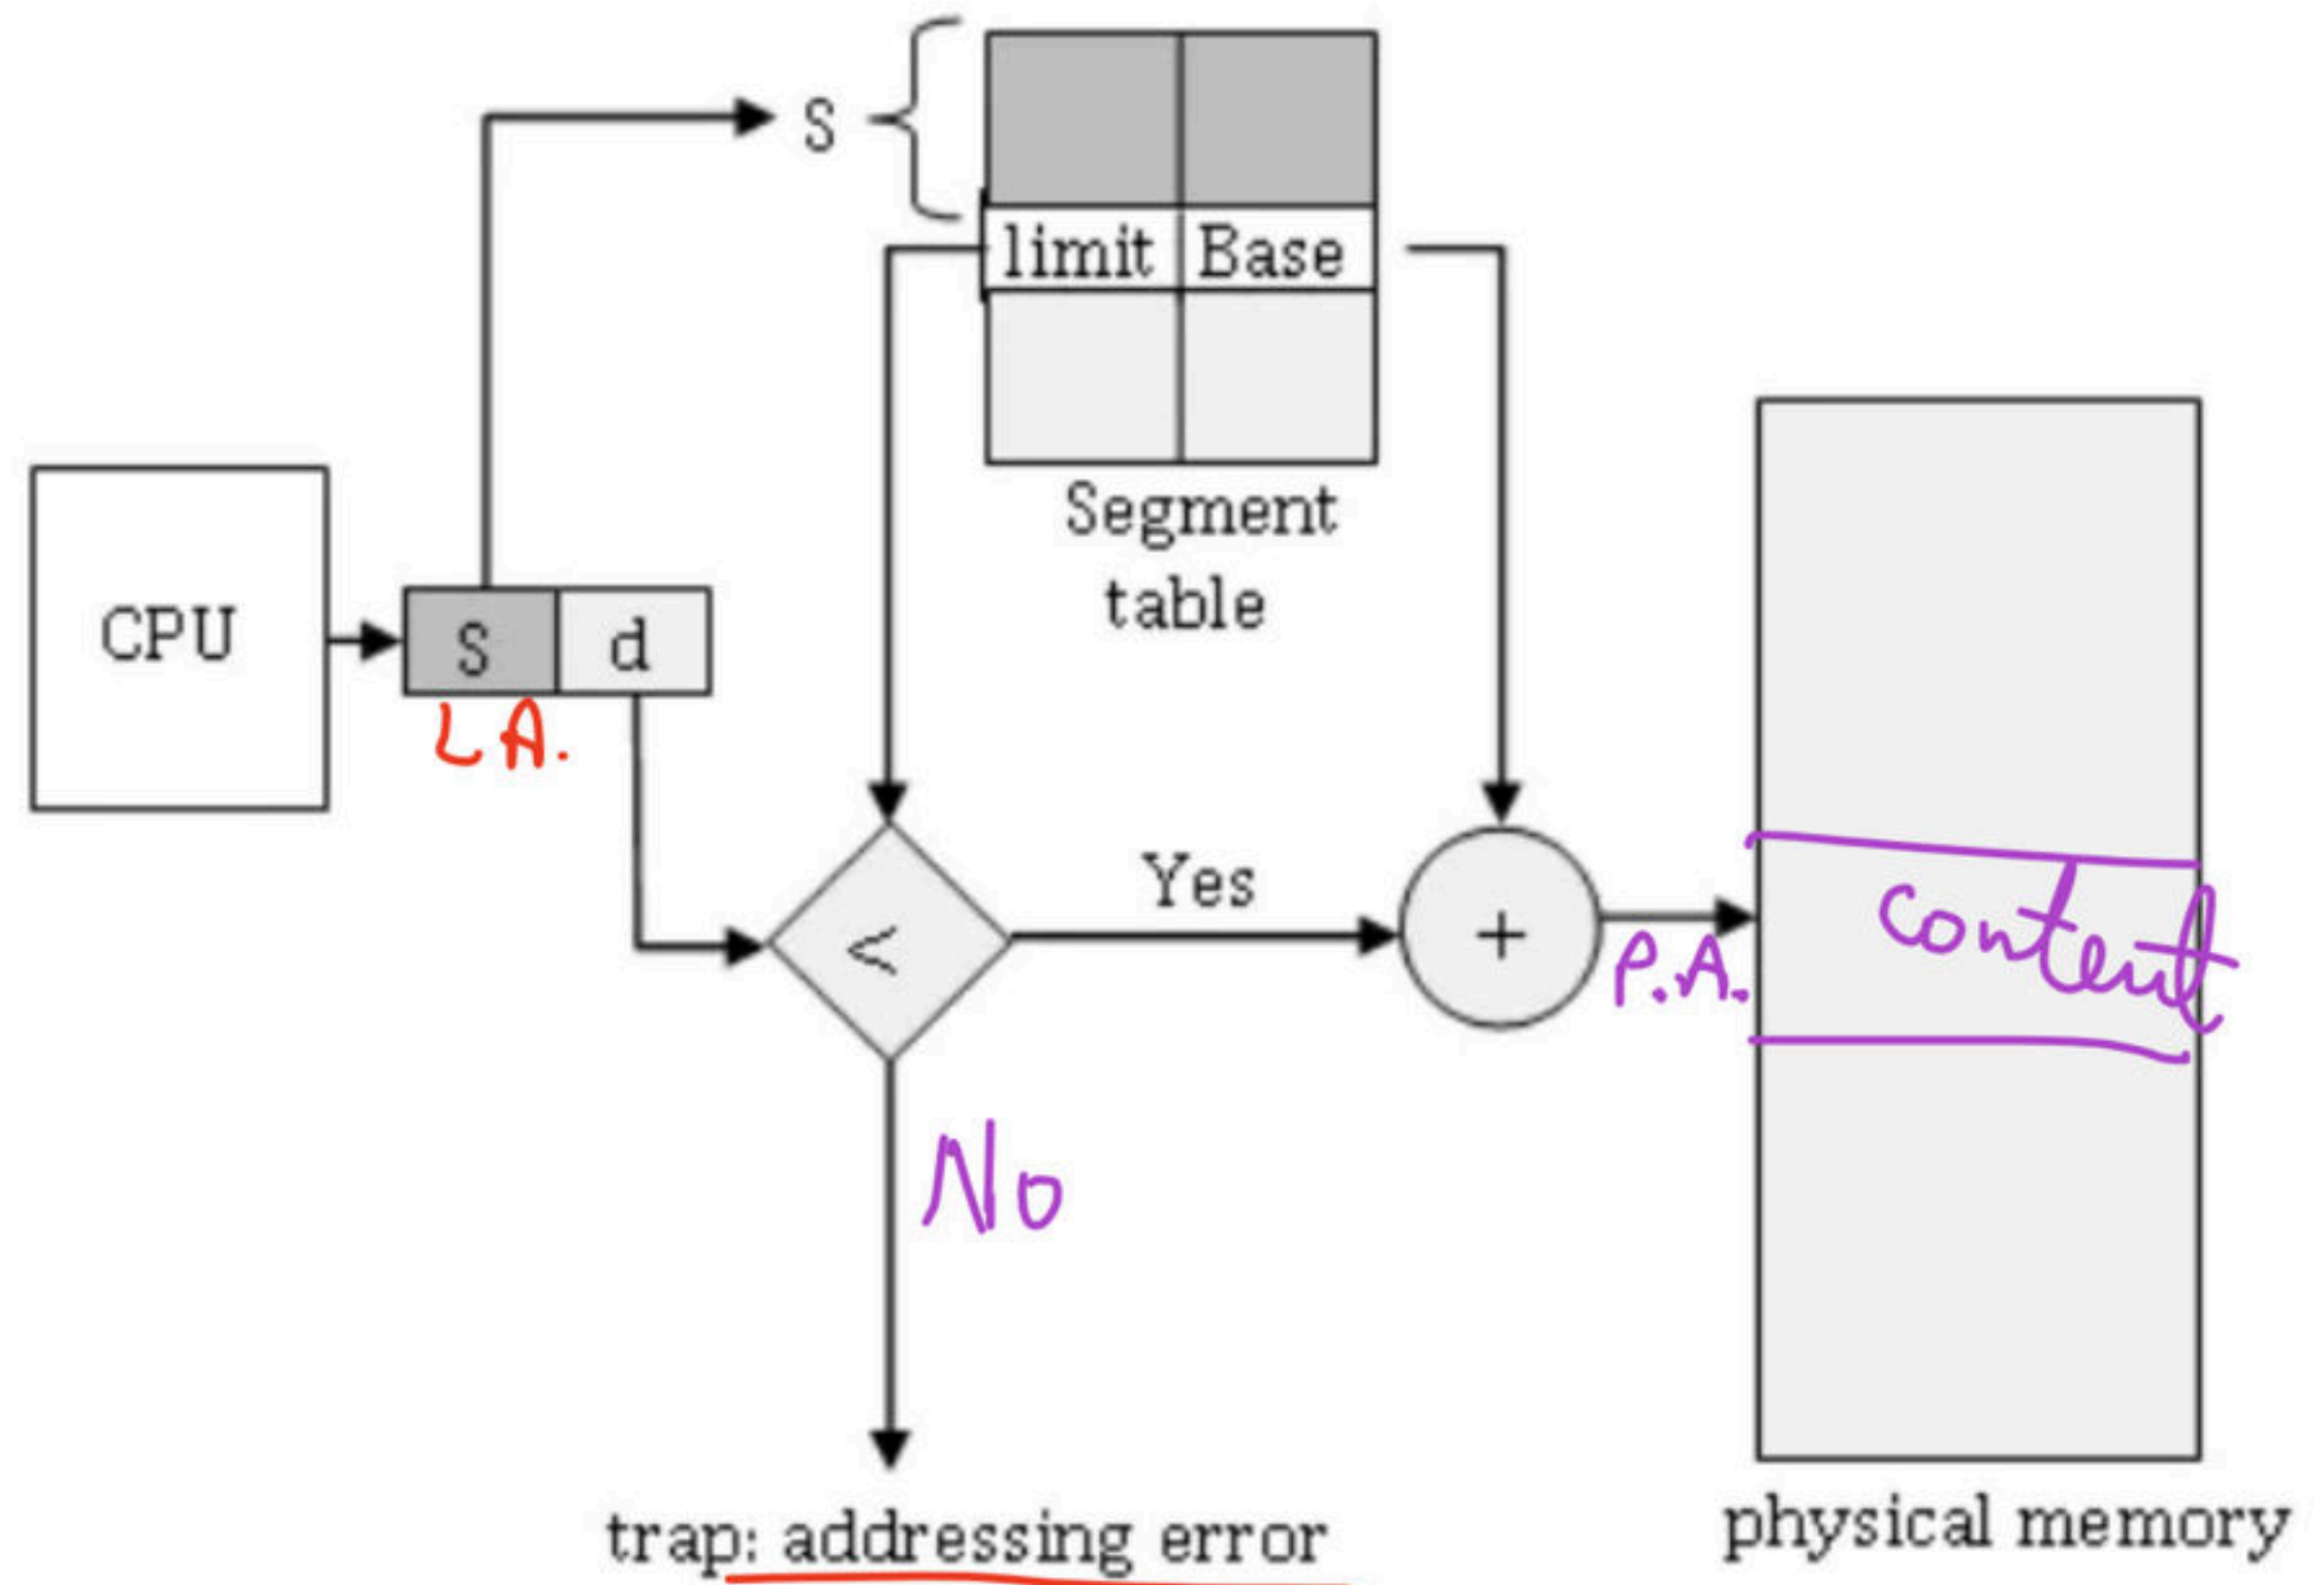 S
limit Base
Segment
table
CPU
S d
L A.
<
Yes
+
P.A.
content
No
trap: addressing error
physical memory